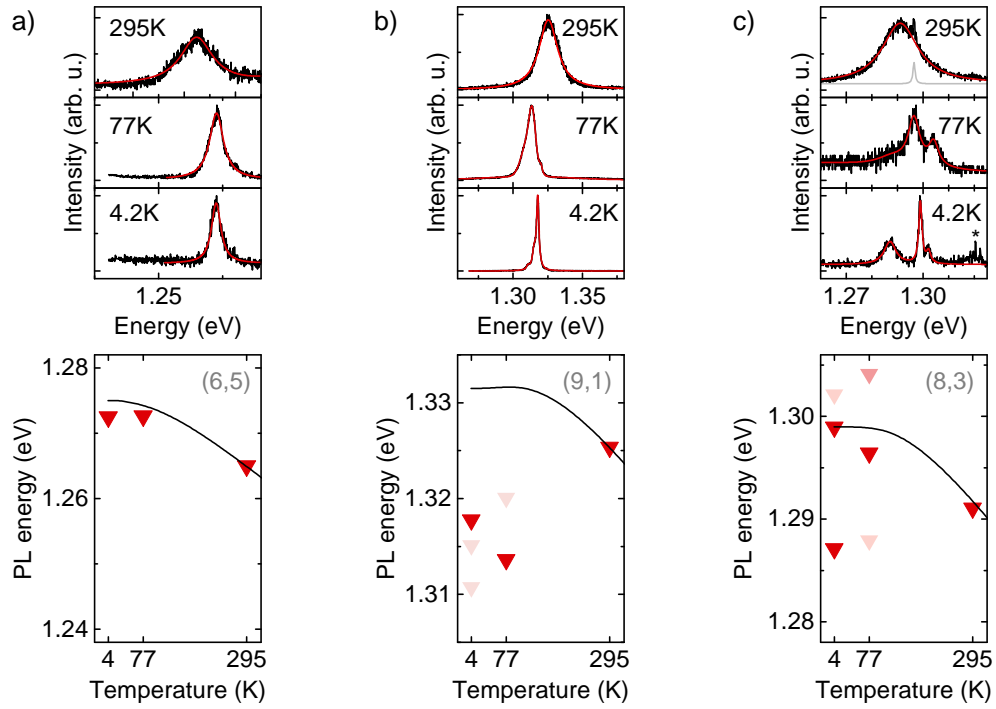 a)
295K
77K
4.2K
Intensity (arb. u.)
1.25
Energy (eV)
b)
295K
77K
4.2K
Intensity (arb. u.)
1.30 1.35
Energy (eV)
c)
295K
77K
4.2K
*
Intensity (arb. u.)
1.27 1.30
Energy (eV)
(6,5)
1.28
1.26
1.24
PL energy (eV)
4 77 295
Temperature (K)
(9,1)
1.33
1.32
1.31
PL energy (eV)
4 77 295
Temperature (K)
(8,3)
1.30
1.29
1.28
PL energy (eV)
4 77 295
Temperature (K)